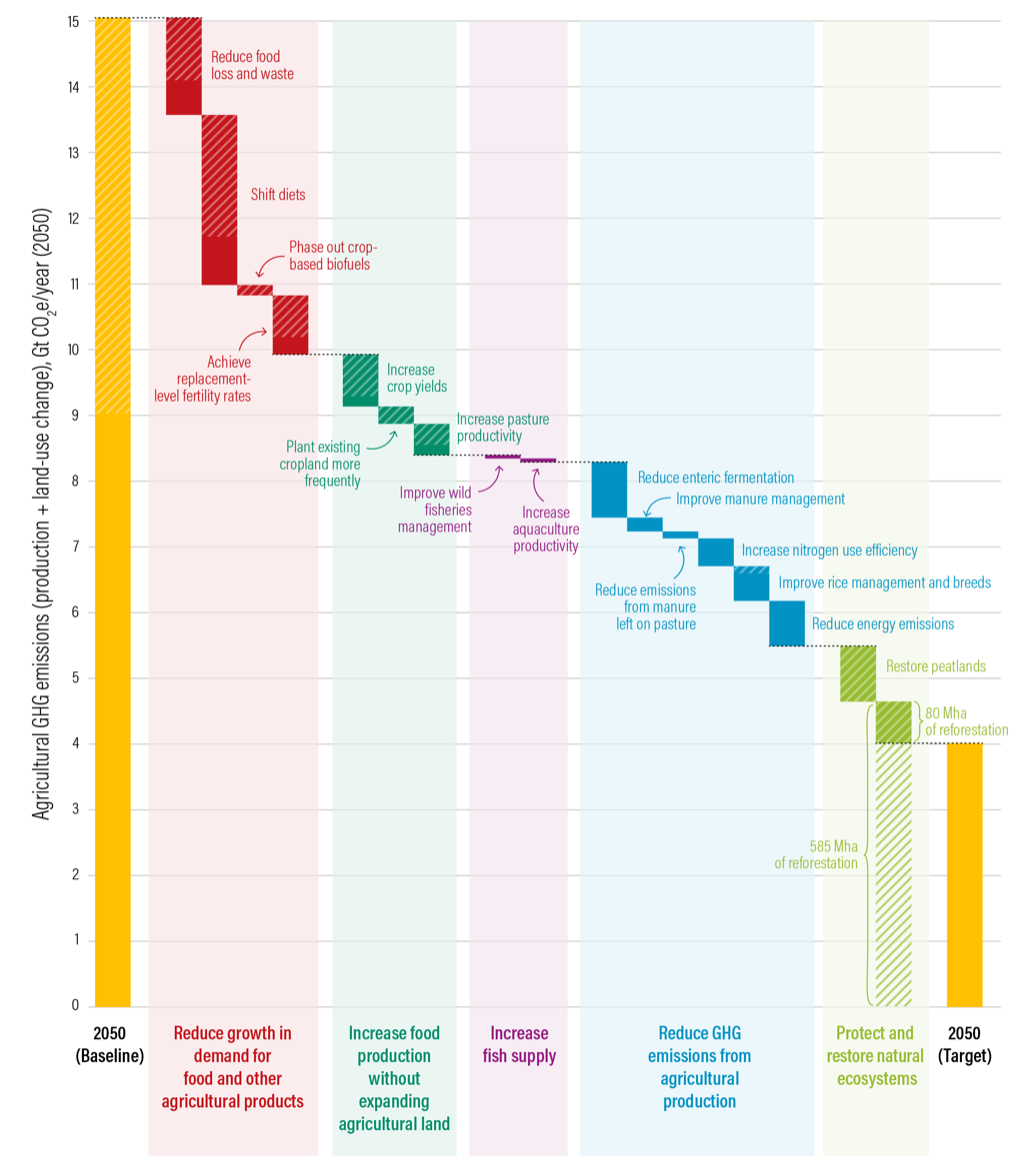 Agricultural GHG emissions (production + land-use change), Gt CO₂e/year (2050)
15
14
13
12
11
10
9
8
7
6
5
4
3
2
1
0
Reduce food
loss and waste
Shift diets
Phase out crop-
based biofuels
Achieve
replacement-
level fertility rates
Increase
crop yields
Plant existing
cropland more
frequently
Increase pasture
productivity
Improve wild
fisheries
management
Increase
aquaculture
productivity
Reduce enteric fermentation
Improve manure management
Reduce emissions
from manure
left on pasture
Increase nitrogen use efficiency
Improve rice management and breeds
Reduce energy emissions
Restore peatlands
80 Mha
of reforestation
585 Mha
of reforestation
2050
(Baseline)
Reduce growth in
demand for
food and other
agricultural products
Increase food
production
without
expanding
agricultural land
Increase
fish supply
Reduce GHG
emissions from
agricultural
production
Protect and
restore natural
ecosystems
2050
(Target)